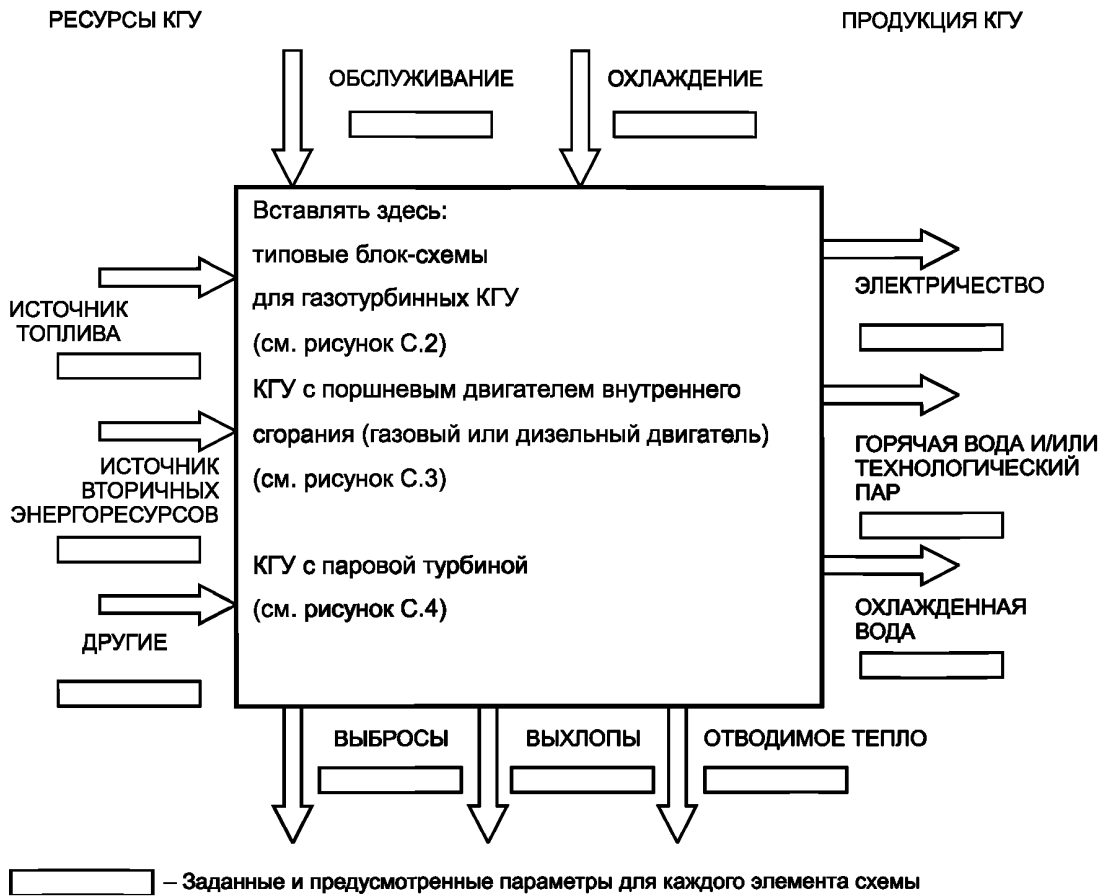 РЕСУРСЫ КГУ
ПРОДУКЦИЯ КГУ
ОБСЛУЖИВАНИЕ
ОХЛАЖДЕНИЕ
Вставлять здесь:
типовые блок-схемы
для газотурбинных КГУ
(см. рисунок С.2)
КГУ с поршневым двигателем внутреннего
сгорания (газовый или дизельный двигатель)
(см. рисунок С.3)
КГУ с паровой турбиной
(см. рисунок С.4)
ИСТОЧНИК
ТОПЛИВА
ИСТОЧНИК
ВТОРИЧНЫХ
ЭНЕРГОРЕСУРСОВ
ДРУГИЕ
ЭЛЕКТРИЧЕСТВО
ГОРЯЧАЯ ВОДА И/ИЛИ
ТЕХНОЛОГИЧЕСКИЙ
ПАР
ОХЛАЖДЕННАЯ
ВОДА
ВЫБРОСЫ
ВЫХЛОПЫ
ОТВОДИМОЕ ТЕПЛО
– Заданные и предусмотренные параметры для каждого элемента схемы